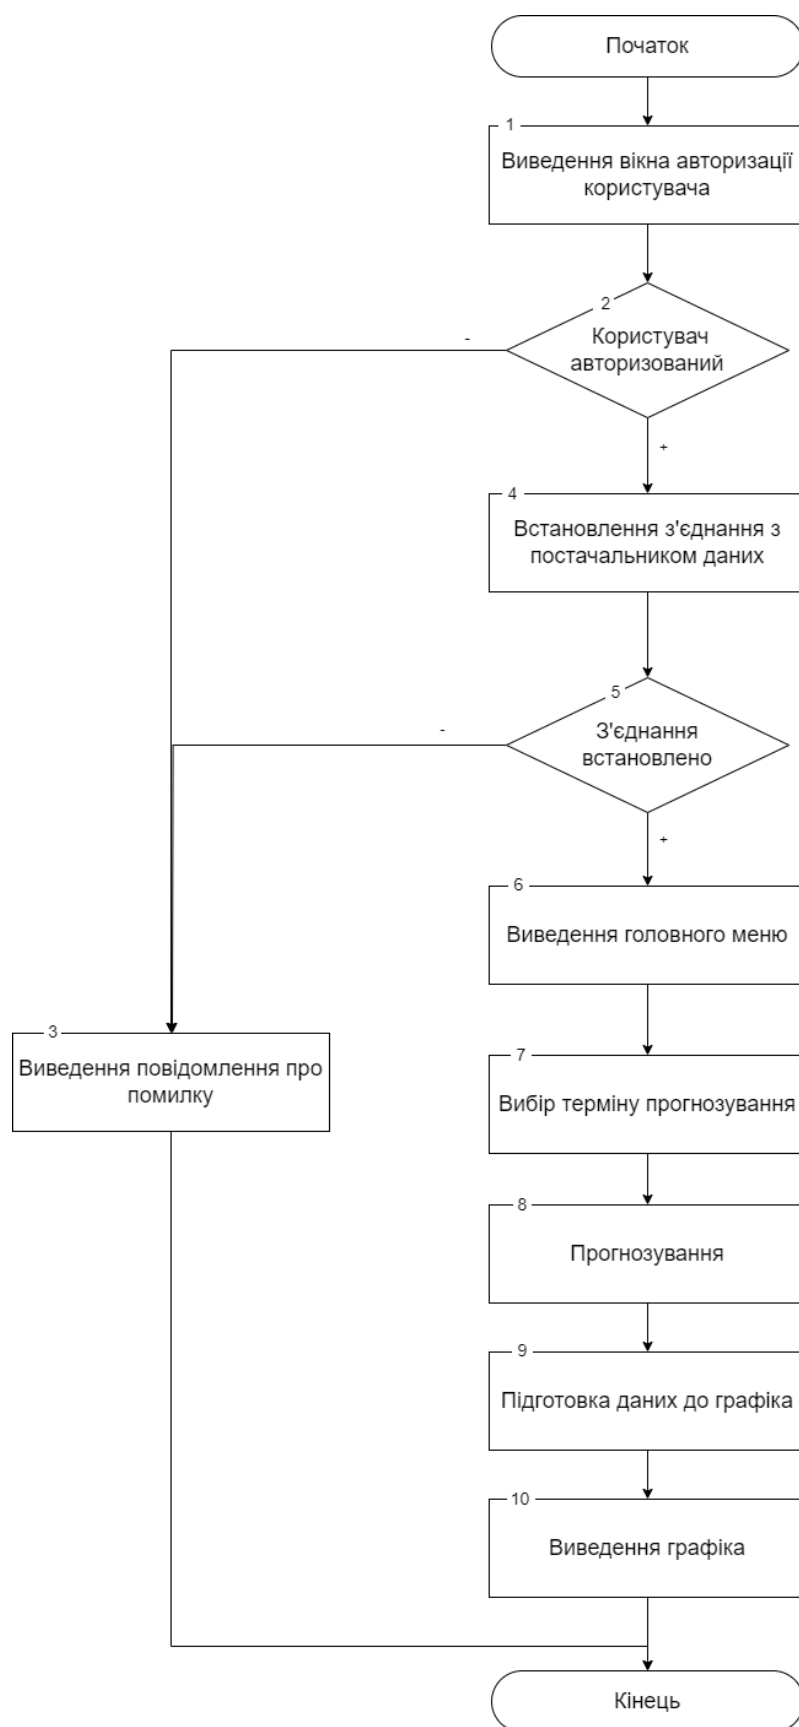 Початок
1
Виведення вікна авторизації
користувача
2
Користувач
авторизований
-
+
4
Встановлення з'єднання з
постачальником даних
5
З'єднання
встановлено
-
+
6
Виведення головного меню
3
Виведення повідомлення про
помилку
7
Вибір терміну прогнозування
8
Прогнозування
9
Підготовка даних до графіка
10
Виведення графіка
Кінець